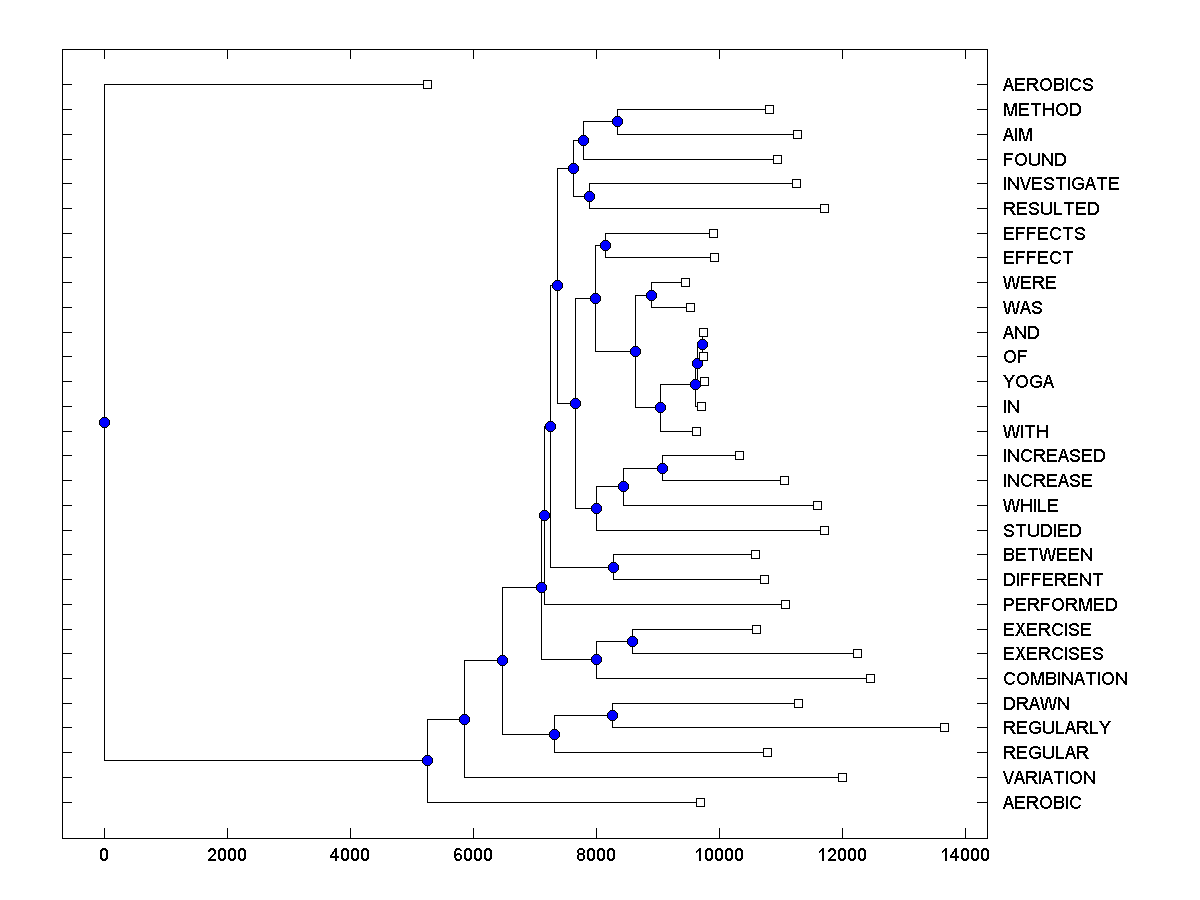 AEROBICS
METHOD
AIM
FOUND
INVESTIGATE
RESULTED
EFFECTS
EFFECT
WERE
WAS
AND
OF
YOGA
IN
WITH
INCREASED
INCREASE
WHILE
STUDIED
BETWEEN
DIFFERENT
PERFORMED
EXERCISE
EXERCISES
COMBINATION
DRAWN
REGULARLY
REGULAR
VARIATION
AEROBIC
0 2000 4000 6000 8000 10000 12000 14000